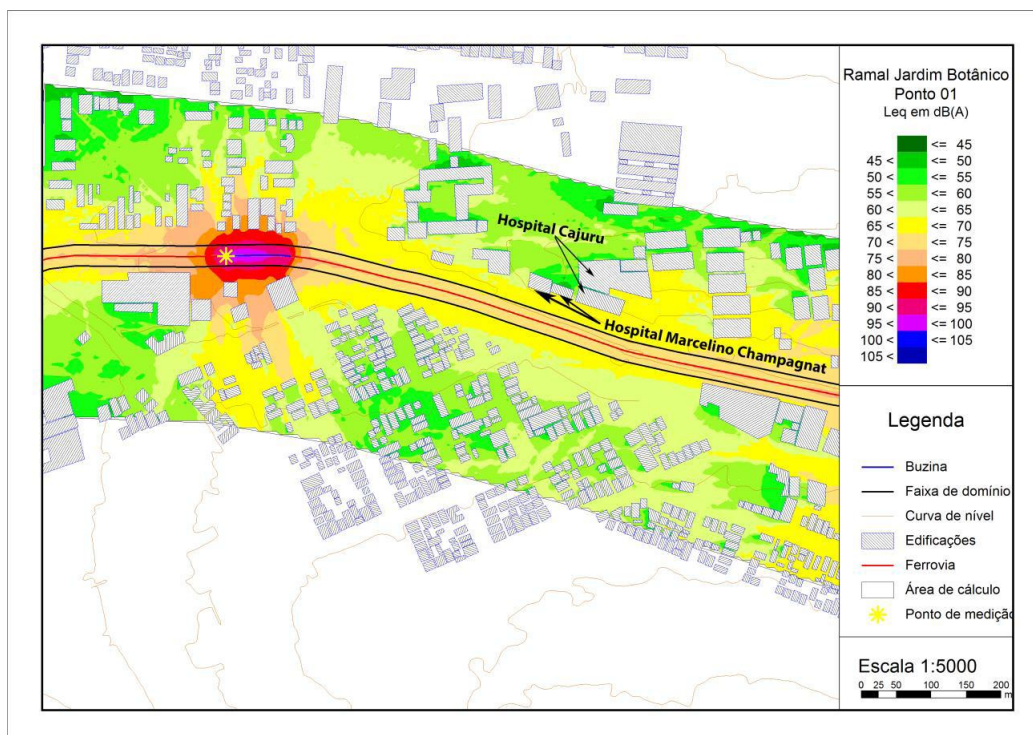 Ramal Jardim Botânico
Ponto 01
Leq em dB(A)
<= 45
45 < <= 50
50 < <= 55
55 < <= 60
60 < <= 65
65 < <= 70
70 < <= 75
75 < <= 80
80 < <= 85
85 < <= 90
90 < <= 95
95 < <= 100
100 < <= 105
105 <
Hospital Cajuru
Hospital Marcelino Champagnat
Legenda
Buzina
Faixa de domínio
Curva de nível
Edificações
Ferrovia
Área de cálculo
Ponto de medição
Escala 1:5000
0 25 50 100 150 200
m